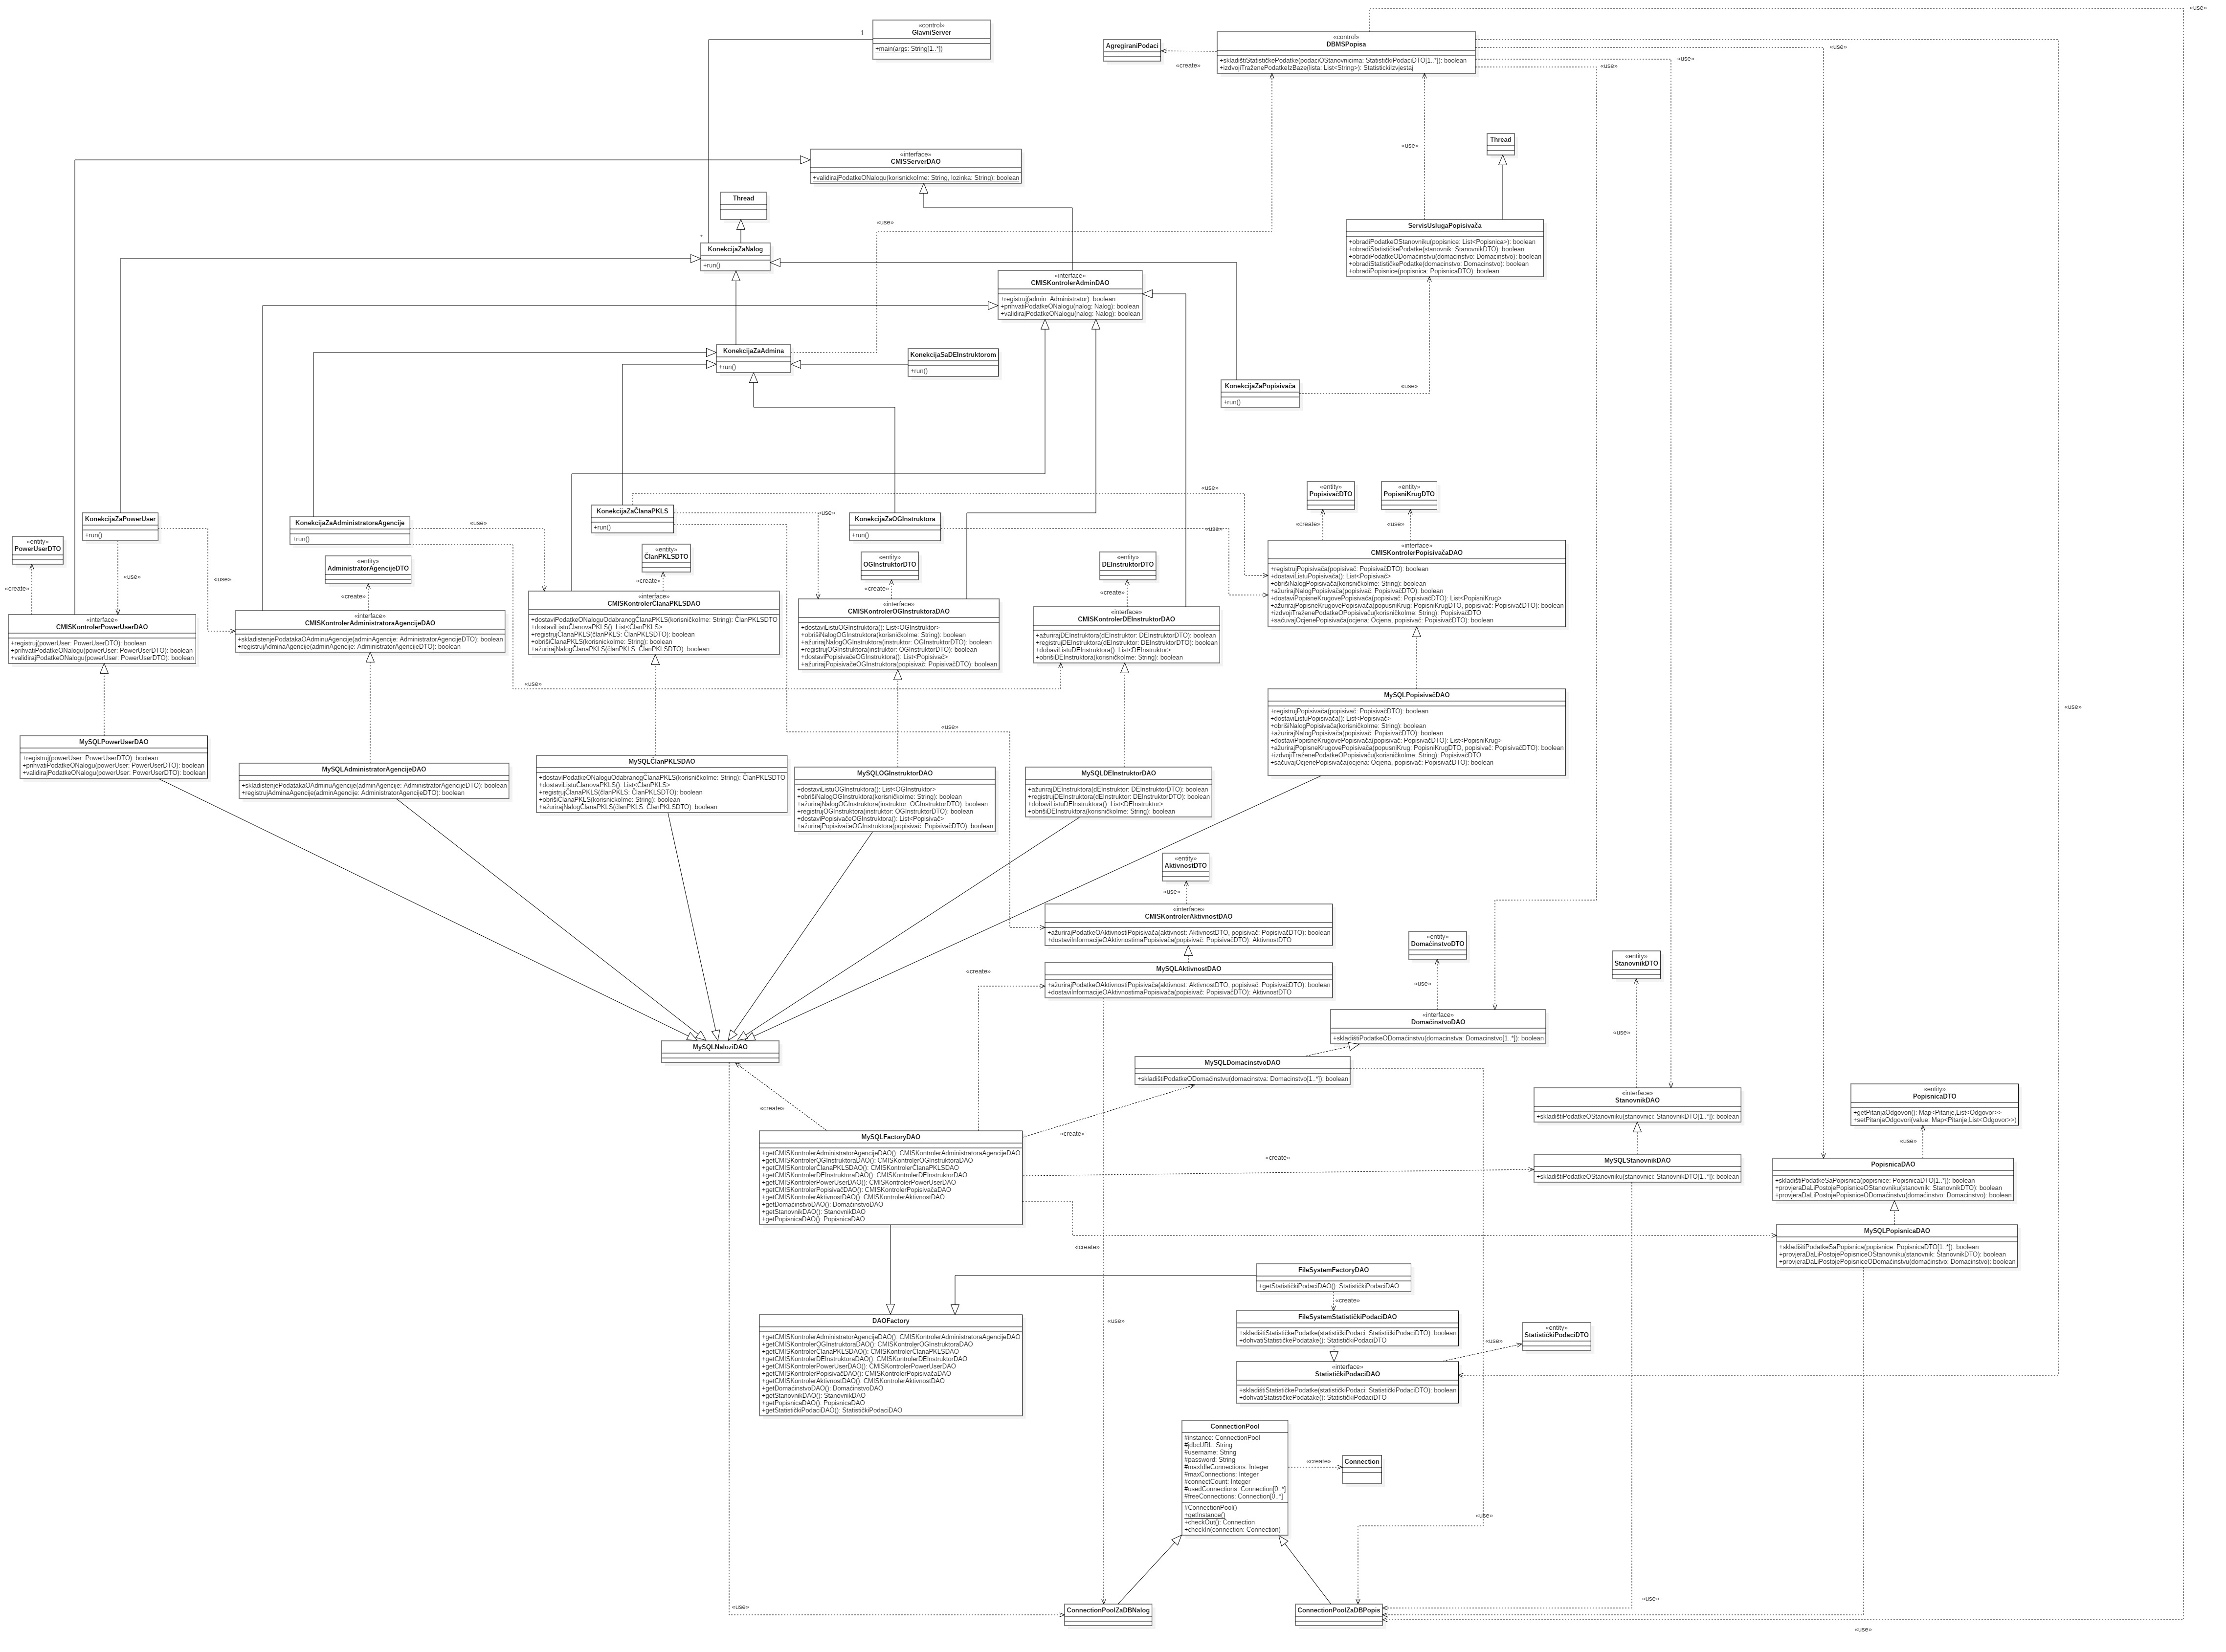 «use»
«control»
GlavniServer
+main(args: String[1..*])
1
*
AgregiraniPodaci
«create»
«control»
DBMSPopisa
+skladištiStatističkePodatke(podaciOStanovnicima: StatističkiPodaciDTO[1..*]): boolean
+izdvojiTraženePodatkeIzBaze(lista: List<String>): StatistickiIzvjestaj
«use»
«use»
«use»
«use»
Thread
«interface»
CMISServerDAO
+validirajPodatkeONalogu(korisnickoIme: String, lozinka: String): boolean
Thread
«use»
ServisUslugaPopisivača
+obradiPodatkeOStanovniku(popisnice: List<Popisnica>): boolean
+obradiStatističkePodatke(stanovnik: StanovnikDTO): boolean
+obradiPodatkeODomaćinstvu(domacinstvo: Domacinstvo): boolean
+obradiStatističkePodatke(domacinstvo: Domacinstvo): boolean
+obradiPopisnice(popisnica: PopisnicaDTO): boolean
KonekcijaZaNalog
+run()
«interface»
CMISKontrolerAdminDAO
+registruj(admin: Administrator): boolean
+prihvatiPodatkeONalogu(nalog: Nalog): boolean
+validirajPodatkeONalogu(nalog: Nalog): boolean
KonekcijaZaAdmina
+run()
KonekcijaSaDEInstruktorom
+run()
KonekcijaZaPopisivača
+run()
«use»
«use»
KonekcijaZaPowerUser
+run()
KonekcijaZaAdministratoraAgencije
+run()
«use»
KonekcijaZaČlanaPKLS
+run()
«use»
«use»
KonekcijaZaOGInstruktora
+run()
«use»
«entity»
PopisivačDTO
«entity»
PopisniKrugDTO
«create»
«use»
«entity»
PowerUserDTO
«create»
«use»
«use»
«entity»
AdministratorAgencijeDTO
«create»
«entity»
ČlanPKLSDTO
«create»
«entity»
OGInstruktorDTO
«create»
«entity»
DEInstruktorDTO
«create»
«interface»
CMISKontrolerPopisivačaDAO
+registrujPopisivača(popisivač: PopisivačDTO): boolean
+dostaviListuPopisivača(): List<Popisivač>
+obrišiNalogPopisivača(korisničkoIme: String): boolean
+ažurirajNalogPopisivača(popisivač: PopisivačDTO): boolean
+dostaviPopisneKrugovePopisivača(popisivač: PopisivačDTO): List<PopisniKrug>
+ažurirajPopisneKrugovePopisivača(popusniKrug: PopisniKrugDTO, popisivač: PopisivačDTO): boolean
+izdvojiTraženePodatkeOPopisivaču(korisničkoIme: String): PopisivačDTO
+sačuvajOcjenePopisivača(ocjena: Ocjena, popisivač: PopisivačDTO): boolean
«interface»
CMISKontrolerPowerUserDAO
+registruj(powerUser: PowerUserDTO): boolean
+prihvatiPodatkeONalogu(powerUser: PowerUserDTO): boolean
+validirajPodatkeONalogu(powerUser: PowerUserDTO): boolean
«interface»
CMISKontrolerAdministratoraAgencijeDAO
+skladistenjePodatakaOAdminuAgencije(adminAgencije: AdministratorAgencijeDTO): boolean
+registrujAdminaAgencije(adminAgencije: AdministratorAgencijeDTO): boolean
«interface»
CMISKontrolerČlanaPKLSDAO
+dostaviPodatkeONaloguOdabranogČlanaPKLS(korisničkoIme: String): ČlanPKLSDTO
+dostaviListuČlanovaPKLS(): List<ČlanPKLS>
+registrujČlanaPKLS(članPKLS: ČlanPKLSDTO): boolean
+obrišiČlanaPKLS(korisnickoIme: String): boolean
+ažurirajNalogČlanaPKLS(članPKLS: ČlanPKLSDTO): boolean
«interface»
CMISKontrolerOGInstruktoraDAO
+dostaviListuOGInstruktora(): List<OGInstruktor>
+obrišiNalogOGInstruktora(korisničkoIme: String): boolean
+ažurirajNalogOGInstruktora(instruktor: OGInstruktorDTO): boolean
+registrujOGInstruktora(instruktor: OGInstruktorDTO): boolean
+dostaviPopisivačeOGInstruktora(): List<Popisivač>
+ažurirajPopisivačeOGInstruktora(popisivač: PopisivačDTO): boolean
«interface»
CMISKontrolerDEInstruktorDAO
+ažurirajDEInstruktora(dEInstruktor: DEInstruktorDTO): boolean
+registrujDEInstruktora(dEInstruktor: DEInstruktorDTO): boolean
+dobaviListuDEInstruktora(): List<DEInstruktor>
+obrišiDEInstruktora(korisničkoIme: String): boolean
«use»
«use»
«use»
MySQLPowerUserDAO
+registruj(powerUser: PowerUserDTO): boolean
+prihvatiPodatkeONalogu(powerUser: PowerUserDTO): boolean
+validirajPodatkeONalogu(powerUser: PowerUserDTO): boolean
MySQLAdministratorAgencijeDAO
+skladistenjePodatakaOAdminuAgencije(adminAgencije: AdministratorAgencijeDTO): boolean
+registrujAdminaAgencije(adminAgencije: AdministratorAgencijeDTO): boolean
MySQLČlanPKLSDAO
+dostaviPodatkeONaloguOdabranogČlanaPKLS(korisničkoIme: String): ČlanPKLSDTO
+dostaviListuČlanovaPKLS(): List<ČlanPKLS>
+registrujČlanaPKLS(članPKLS: ČlanPKLSDTO): boolean
+obrišiČlanaPKLS(korisnickoIme: String): boolean
+ažurirajNalogČlanaPKLS(članPKLS: ČlanPKLSDTO): boolean
MySQLOGInstruktorDAO
+dostaviListuOGInstruktora(): List<OGInstruktor>
+obrišiNalogOGInstruktora(korisničkoIme: String): boolean
+ažurirajNalogOGInstruktora(instruktor: OGInstruktorDTO): boolean
+registrujOGInstruktora(instruktor: OGInstruktorDTO): boolean
+dostaviPopisivačeOGInstruktora(): List<Popisivač>
+ažurirajPopisivačeOGInstruktora(popisivač: PopisivačDTO): boolean
MySQLDEInstruktorDAO
+ažurirajDEInstruktora(dEInstruktor: DEInstruktorDTO): boolean
+registrujDEInstruktora(dEInstruktor: DEInstruktorDTO): boolean
+dobaviListuDEInstruktora(): List<DEInstruktor>
+obrišiDEInstruktora(korisničkoIme: String): boolean
MySQLPopisivačDAO
+registrujPopisivača(popisivač: PopisivačDTO): boolean
+dostaviListuPopisivača(): List<Popisivač>
+obrišiNalogPopisivača(korisničkoIme: String): boolean
+ažurirajNalogPopisivača(popisivač: PopisivačDTO): boolean
+dostaviPopisneKrugovePopisivača(popisivač: PopisivačDTO): List<PopisniKrug>
+ažurirajPopisneKrugovePopisivača(popusniKrug: PopisniKrugDTO, popisivač: PopisivačDTO): boolean
+izdvojiTraženePodatkeOPopisivaču(korisničkoIme: String): PopisivačDTO
+sačuvajOcjenePopisivača(ocjena: Ocjena, popisivač: PopisivačDTO): boolean
«entity»
AktivnostDTO
«use»
«interface»
CMISKontrolerAktivnostDAO
+ažurirajPodatkeOAktivnostiPopisivača(aktivnost: AktivnostDTO, popisivač: PopisivačDTO): boolean
+dostaviInformacijeOAktivnostimaPopisivača(popisivač: PopisivačDTO): AktivnostDTO
MySQLAktivnostDAO
+ažurirajPodatkeOAktivnostiPopisivača(aktivnost: AktivnostDTO, popisivač: PopisivačDTO): boolean
+dostaviInformacijeOAktivnostimaPopisivača(popisivač: PopisivačDTO): AktivnostDTO
«create»
«entity»
DomaćinstvoDTO
«use»
«entity»
StanovnikDTO
«use»
«interface»
DomaćinstvoDAO
+skladištiPodatkeODomaćinstvu(domacinstva: Domacinstvo[1..*]): boolean
MySQLNaloziDAO
MySQLDomacinstvoDAO
+skladištiPodatkeODomaćinstvu(domacinstva: Domacinstvo[1..*]): boolean
«interface»
StanovnikDAO
+skladištiPodatkeOStanovniku(stanovnici: StanovnikDTO[1..*]): boolean
«entity»
PopisnicaDTO
+getPitanjaOdgovori(): Map<Pitanje,List<Odgovor>>
+setPitanjaOdgovori(value: Map<Pitanje,List<Odgovor>>)
«use»
«create»
«create»
«create»
MySQLFactoryDAO
+getCMISKontrolerAdministratorAgencijeDAO(): CMISKontrolerAdministratoraAgencijeDAO
+getCMISKontrolerOGInstruktoraDAO(): CMISKontrolerOGInstruktoraDAO
+getCMISKontrolerČlanaPKLSDAO(): CMISKontrolerČlanaPKLSDAO
+getCMISKontrolerDEInstruktoraDAO(): CMISKontrolerDEInstruktorDAO
+getCMISKontrolerPowerUserDAO(): CMISKontrolerPowerUserDAO
+getCMISKontrolerPopisivačDAO(): CMISKontrolerPopisivačaDAO
+getCMISKontrolerAktivnostDAO(): CMISKontrolerAktivnostDAO
+getDomaćinstvoDAO(): DomaćinstvoDAO
+getStanovnikDAO(): StanovnikDAO
+getPopisnicaDAO(): PopisnicaDAO
MySQLStanovnikDAO
+skladištiPodatkeOStanovniku(stanovnici: StanovnikDTO[1..*]): boolean
PopisnicaDAO
+skladištiPodatkeSaPopisnica(popisnice: PopisnicaDTO[1..*]): boolean
+provjeraDaLiPostojePopisniceOStanovniku(stanovnik: StanovnikDTO): boolean
+provjeraDaLiPostojePopisniceODomaćinstvu(domaćinstvo: Domacinstvo): boolean
MySQLPopisnicaDAO
+skladištiPodatkeSaPopisnica(popisnice: PopisnicaDTO[1..*]): boolean
+provjeraDaLiPostojePopisniceOStanovniku(stanovnik: StanovnikDTO): boolean
+provjeraDaLiPostojePopisniceODomaćinstvu(domaćinstvo: Domacinstvo): boolean
«create»
FileSystemFactoryDAO
+getStatističkiPodaciDAO(): StatističkiPodaciDAO
«create»
DAOFactory
+getCMISKontrolerAdministratorAgencijeDAO(): CMISKontrolerAdministratoraAgencijeDAO
+getCMISKontrolerOGInstruktoraDAO(): CMISKontrolerOGInstruktoraDAO
+getCMISKontrolerČlanaPKLSDAO(): CMISKontrolerČlanaPKLSDAO
+getCMISKontrolerDEInstruktoraDAO(): CMISKontrolerDEInstruktorDAO
+getCMISKontrolerPowerUserDAO(): CMISKontrolerPowerUserDAO
+getCMISKontrolerPopisivačDAO(): CMISKontrolerPopisivačaDAO
+getCMISKontrolerAktivnostDAO(): CMISKontrolerAktivnostDAO
+getDomaćinstvoDAO(): DomaćinstvoDAO
+getStanovnikDAO(): StanovnikDAO
+getPopisnicaDAO(): PopisnicaDAO
+getStatističkiPodaciDAO(): StatističkiPodaciDAO
«use»
FileSystemStatističkiPodaciDAO
+skladištiStatističkePodatke(statističkiPodaci: StatističkiPodaciDTO): boolean
+dohvatiStatističkePodatake(): StatističkiPodaciDTO
«entity»
StatističkiPodaciDTO
«use»
«interface»
StatističkiPodaciDAO
+skladištiStatističkePodatke(statističkiPodaci: StatističkiPodaciDTO): boolean
+dohvatiStatističkePodatake(): StatističkiPodaciDTO
ConnectionPool
#instance: ConnectionPool
#jdbcURL: String
#username: String
#password: String
#maxIdleConnections: Integer
#maxConnections: Integer
#connectCount: Integer
#usedConnections: Connection[0..*]
#freeConnections: Connection[0..*]
#ConnectionPool()
+getInstance()
+checkOut(): Connection
+checkIn(connection: Connection)
«create»
Connection
«use»
«use»
ConnectionPoolZaDBNalog
ConnectionPoolZaDBPopis
«use»
«use»